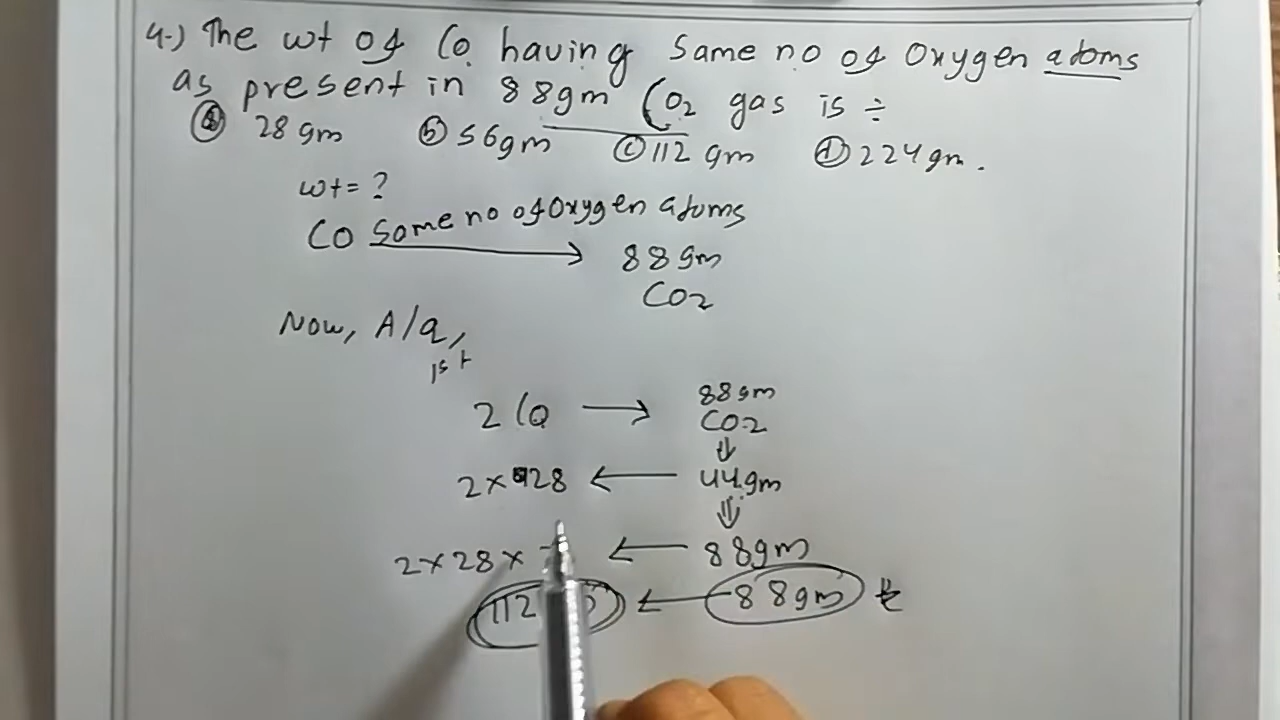 4.) The wt of Co having Same no of Oxygen atoms
as present in 88gm CO2 gas is ÷
(a) 28 gm (b) 56gm (c) 112 gm (d) 224gm.
wt = ?
CO Same no of Oxygen atoms → 88gm
CO2
Now, A/q,
1st
2 CO → 88gm CO2
⇓
2 × 28 ← 44gm
⇓
2 × 28 × ← 88gm
112 ← 88gm